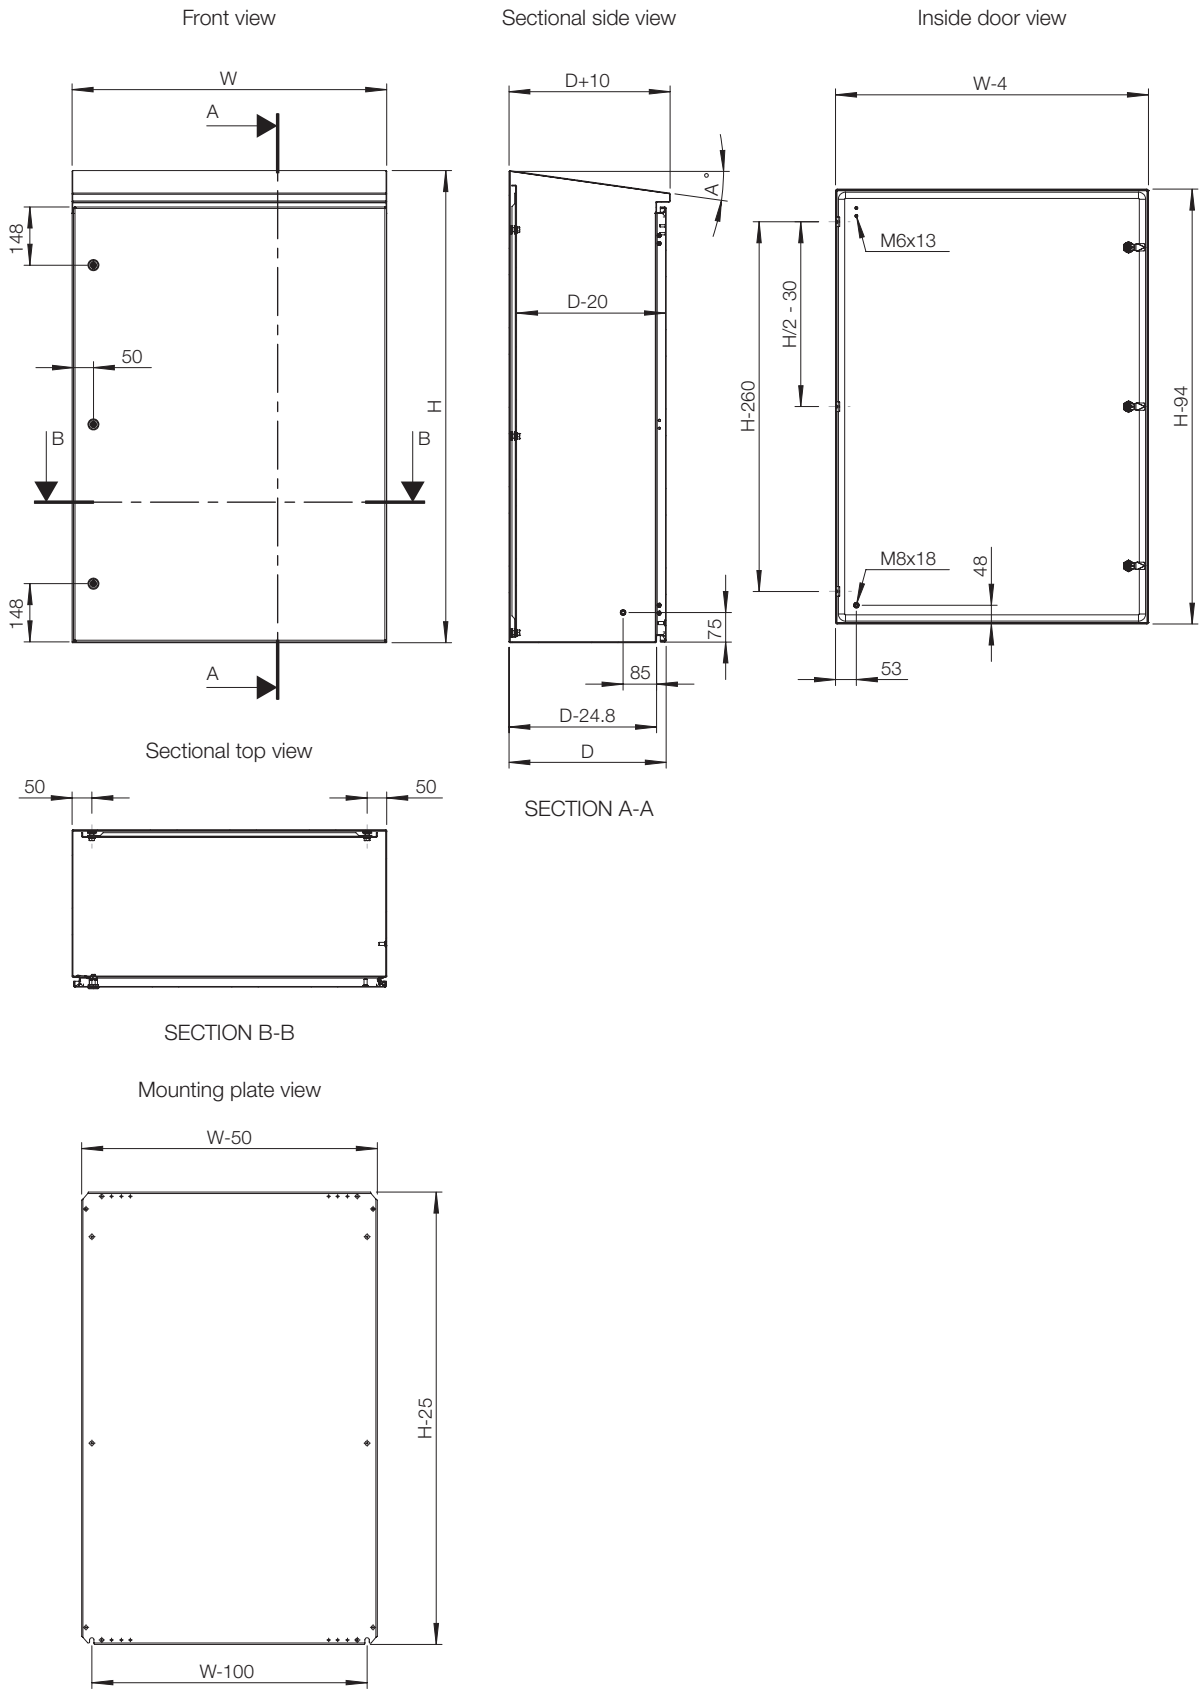 Front view
Sectional side view
Inside door view
W
D+10
W-4
A
A°
148
M6x13
D-20
H/2 - 30
50
H
H-260
H-94
B
B
M8x18
48
148
75
53
A
85
D-24.8
D
Sectional top view
50
50
SECTION A-A
SECTION B-B
Mounting plate view
W-50
H-25
W-100